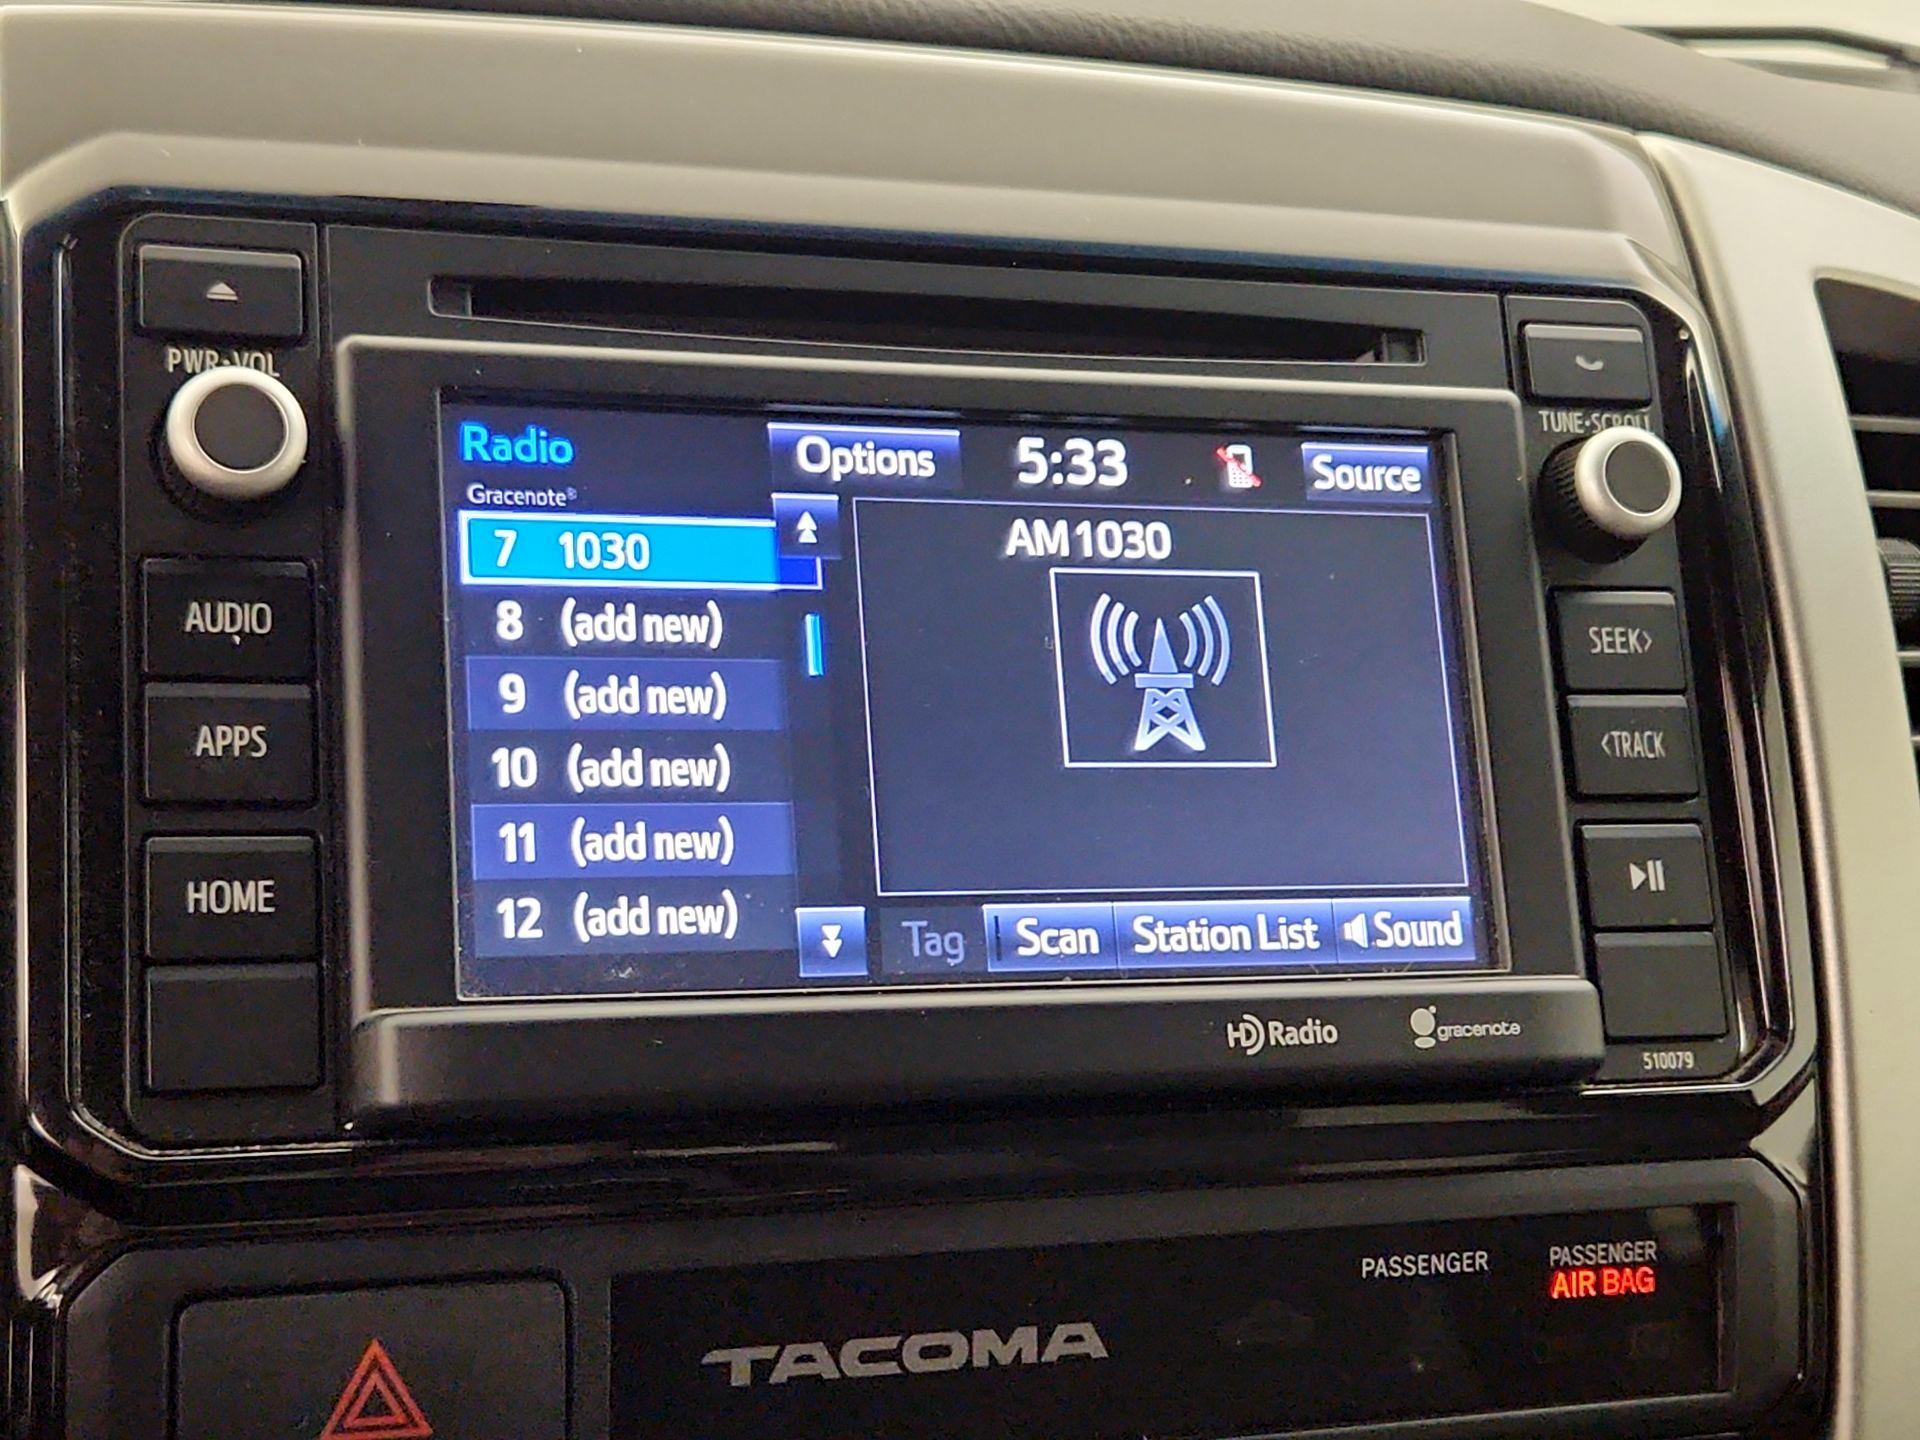 PWR•VOL
TUNE•SCROLL
Radio
Options
5:33
Source
Gracenote®
7 1030
AM 1030
8 (add new)
9 (add new)
10 (add new)
11 (add new)
12 (add new)
Tag
Scan
Station List
Sound
AUDIO
APPS
HOME
SEEK>
<TRACK
HD Radio
gracenote
510079
PASSENGER
PASSENGER
AIR BAG
TACOMA